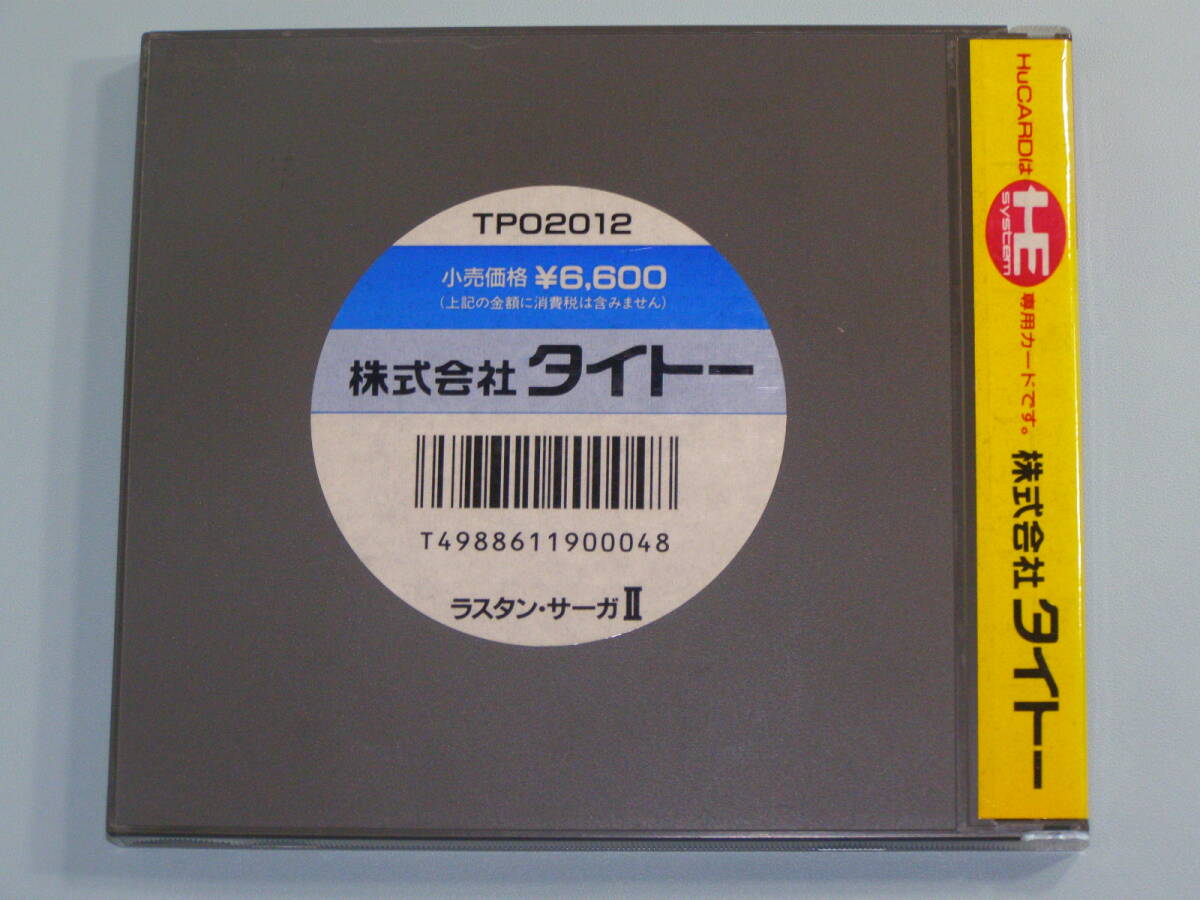 TP02012
小売価格 ¥6,600
(上記の金額に消費税は含みません)
株式会社 タイトー
T4988611900048
ラスタン・サーガⅡ
HuCARDは HE system 専用カードです。 株式会社 タイトー